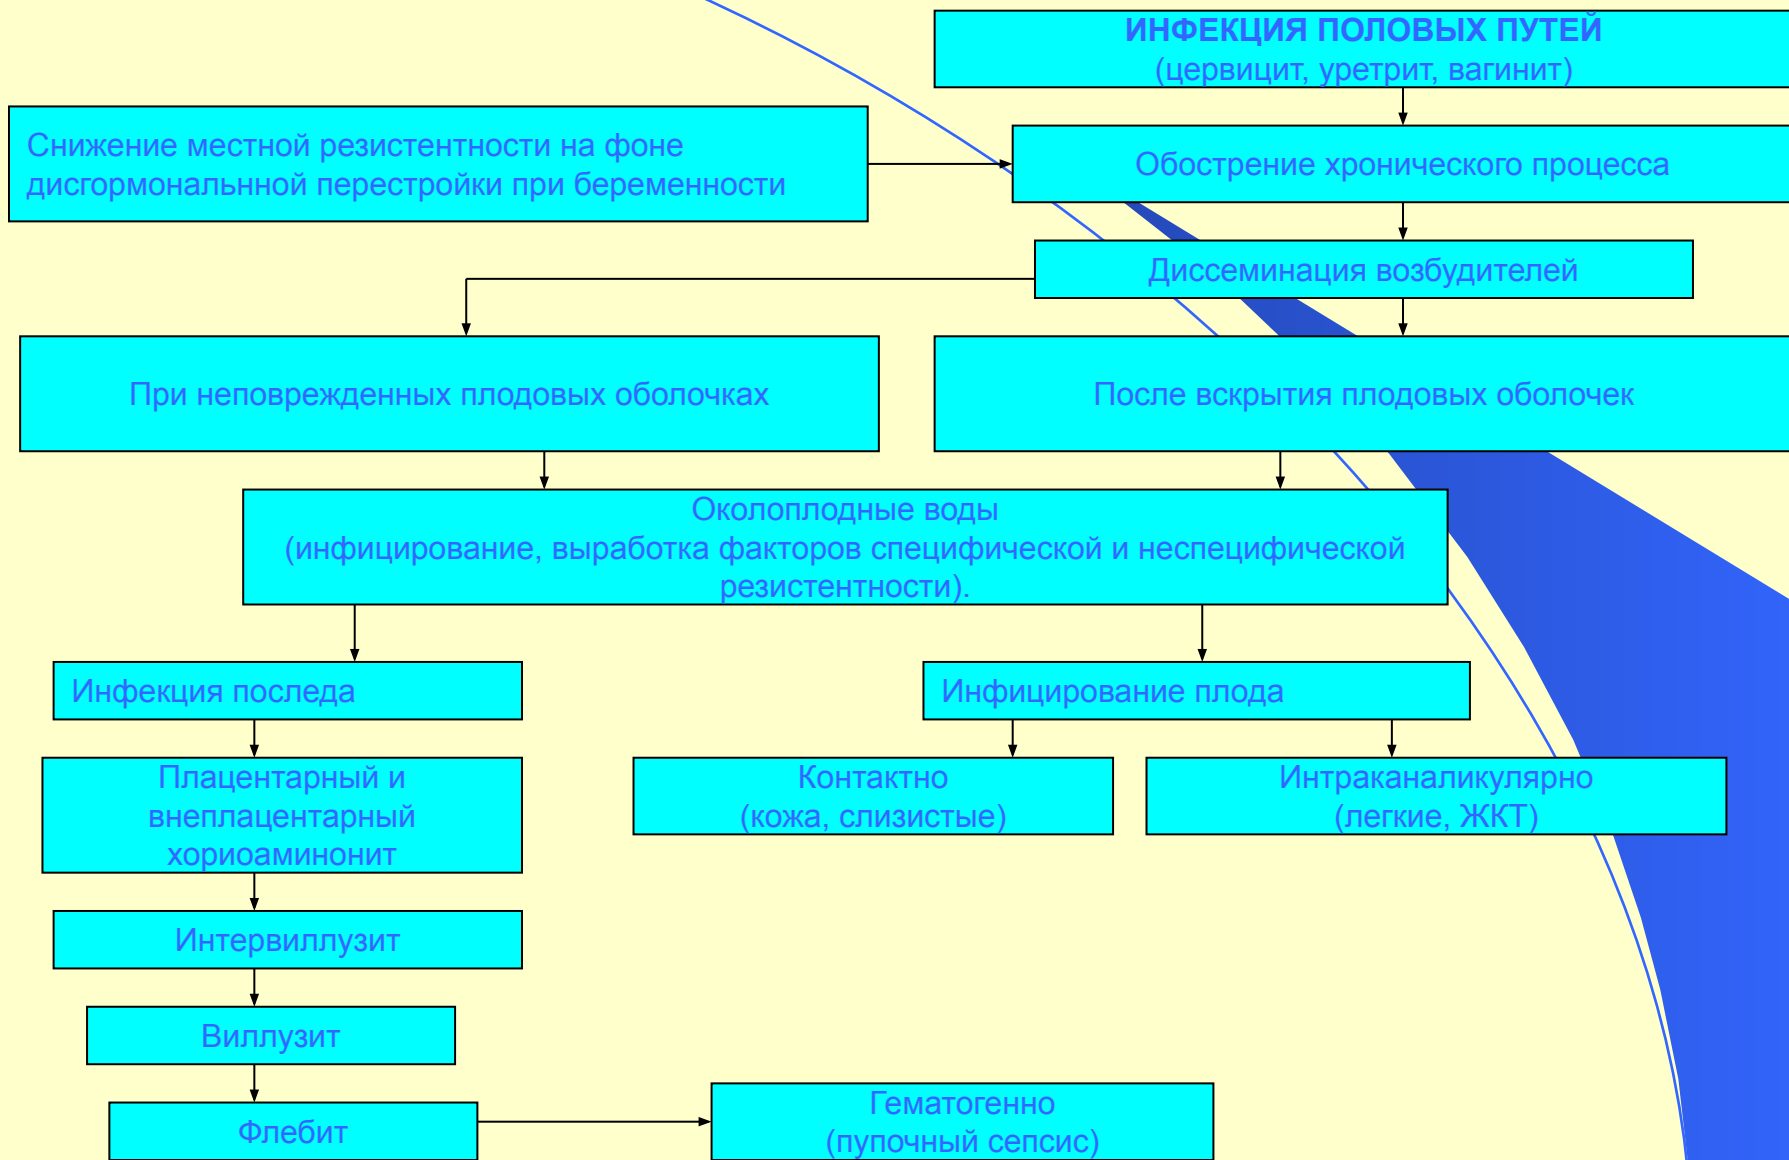 ИНФЕКЦИЯ ПОЛОВЫХ ПУТЕЙ
(цервицит, уретрит, вагинит)
Снижение местной резистентности на фоне
дисгормональнной перестройки при беременности
Обострение хронического процесса
Диссеминация возбудителей
При неповрежденных плодовых оболочках
После вскрытия плодовых оболочек
Околоплодные воды
(инфицирование, выработка факторов специфической и неспецифической
резистентности).
Инфекция последа
Инфицирование плода
Плацентарный и
внеплацентарный
хориоаминонит
Контактно
(кожа, слизистые)
Интраканаликулярно
(легкие, ЖКТ)
Интервиллузит
Виллузит
Флебит
Гематогенно
(пупочный сепсис)